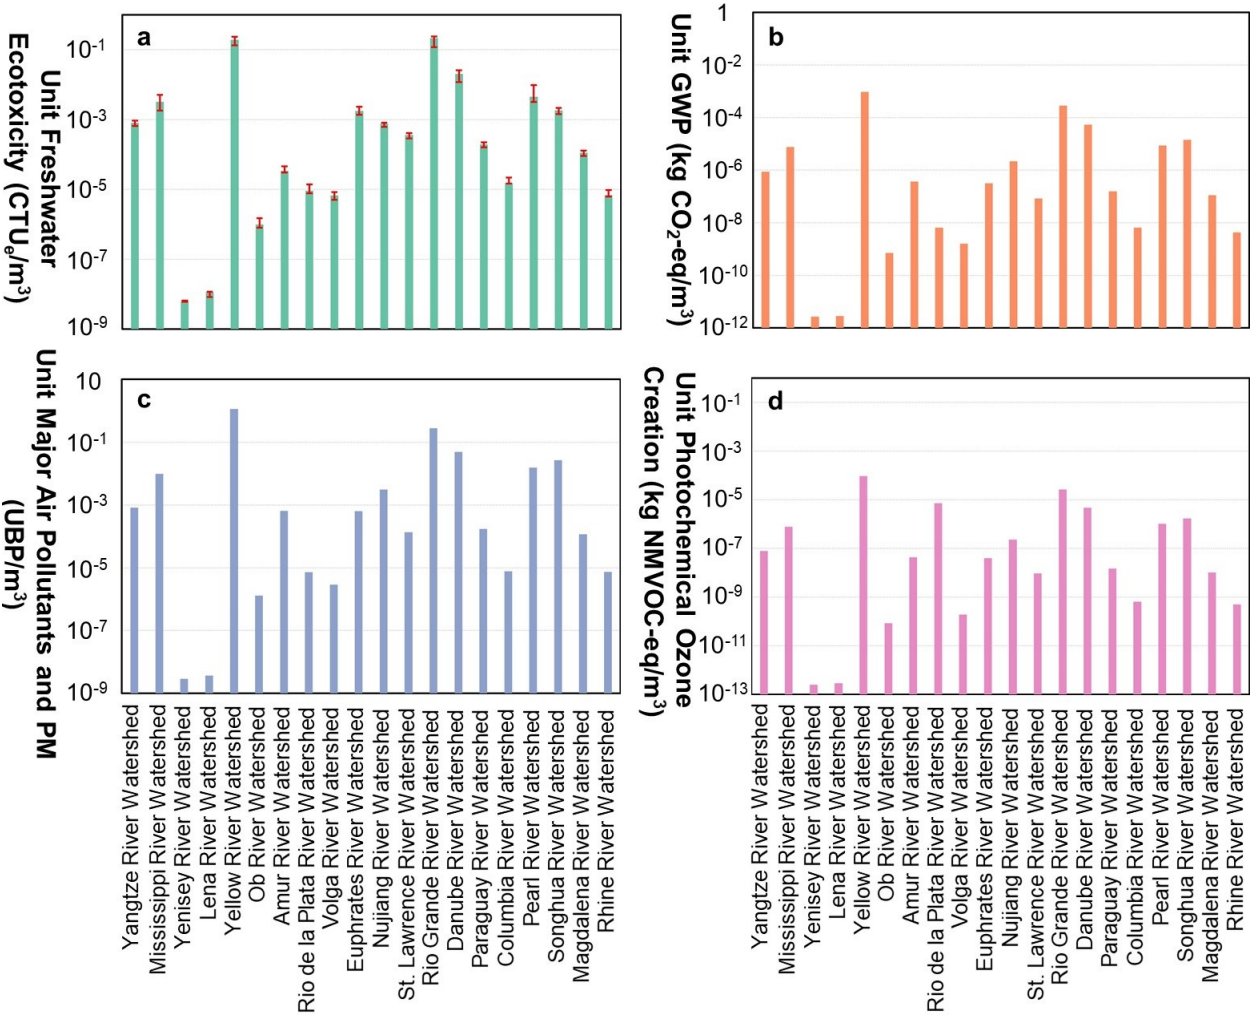 a
Unit Freshwater
Ecotoxicity (CTUe/m3)
10-1
10-3
10-5
10-7
10-9
b
Unit GWP (kg CO2-eq/m3)
1
10-2
10-4
10-6
10-8
10-10
10-12
c
Unit Major Air Pollutants and PM
(UBP/m3)
10
10-1
10-3
10-5
10-7
10-9
d
Unit Photochemical Ozone
Creation (kg NMVOC-eq/m3)
10-1
10-3
10-5
10-7
10-9
10-11
10-13
Yangtze River Watershed
Mississippi River Watershed
Yenisey River Watershed
Lena River Watershed
Yellow River Watershed
Ob River Watershed
Amur River Watershed
Rio de la Plata River Watershed
Volga River Watershed
Euphrates River Watershed
Nujiang River Watershed
St. Lawrence River Watershed
Rio Grande River Watershed
Danube River Watershed
Paraguay River Watershed
Columbia River Watershed
Pearl River Watershed
Songhua River Watershed
Magdalena River Watershed
Rhine River Watershed
Yangtze River Watershed
Mississippi River Watershed
Yenisey River Watershed
Lena River Watershed
Yellow River Watershed
Ob River Watershed
Amur River Watershed
Rio de la Plata River Watershed
Volga River Watershed
Euphrates River Watershed
Nujiang River Watershed
St. Lawrence River Watershed
Rio Grande River Watershed
Danube River Watershed
Paraguay River Watershed
Columbia River Watershed
Pearl River Watershed
Songhua River Watershed
Magdalena River Watershed
Rhine River Watershed